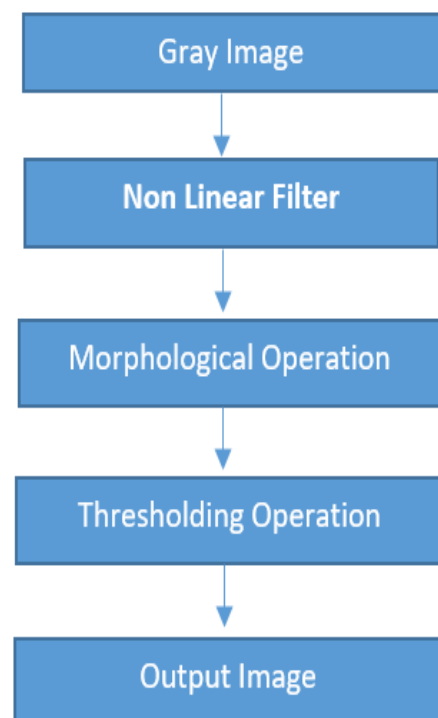 Gray Image
Non Linear Filter
Morphological Operation
Thresholding Operation
Output Image